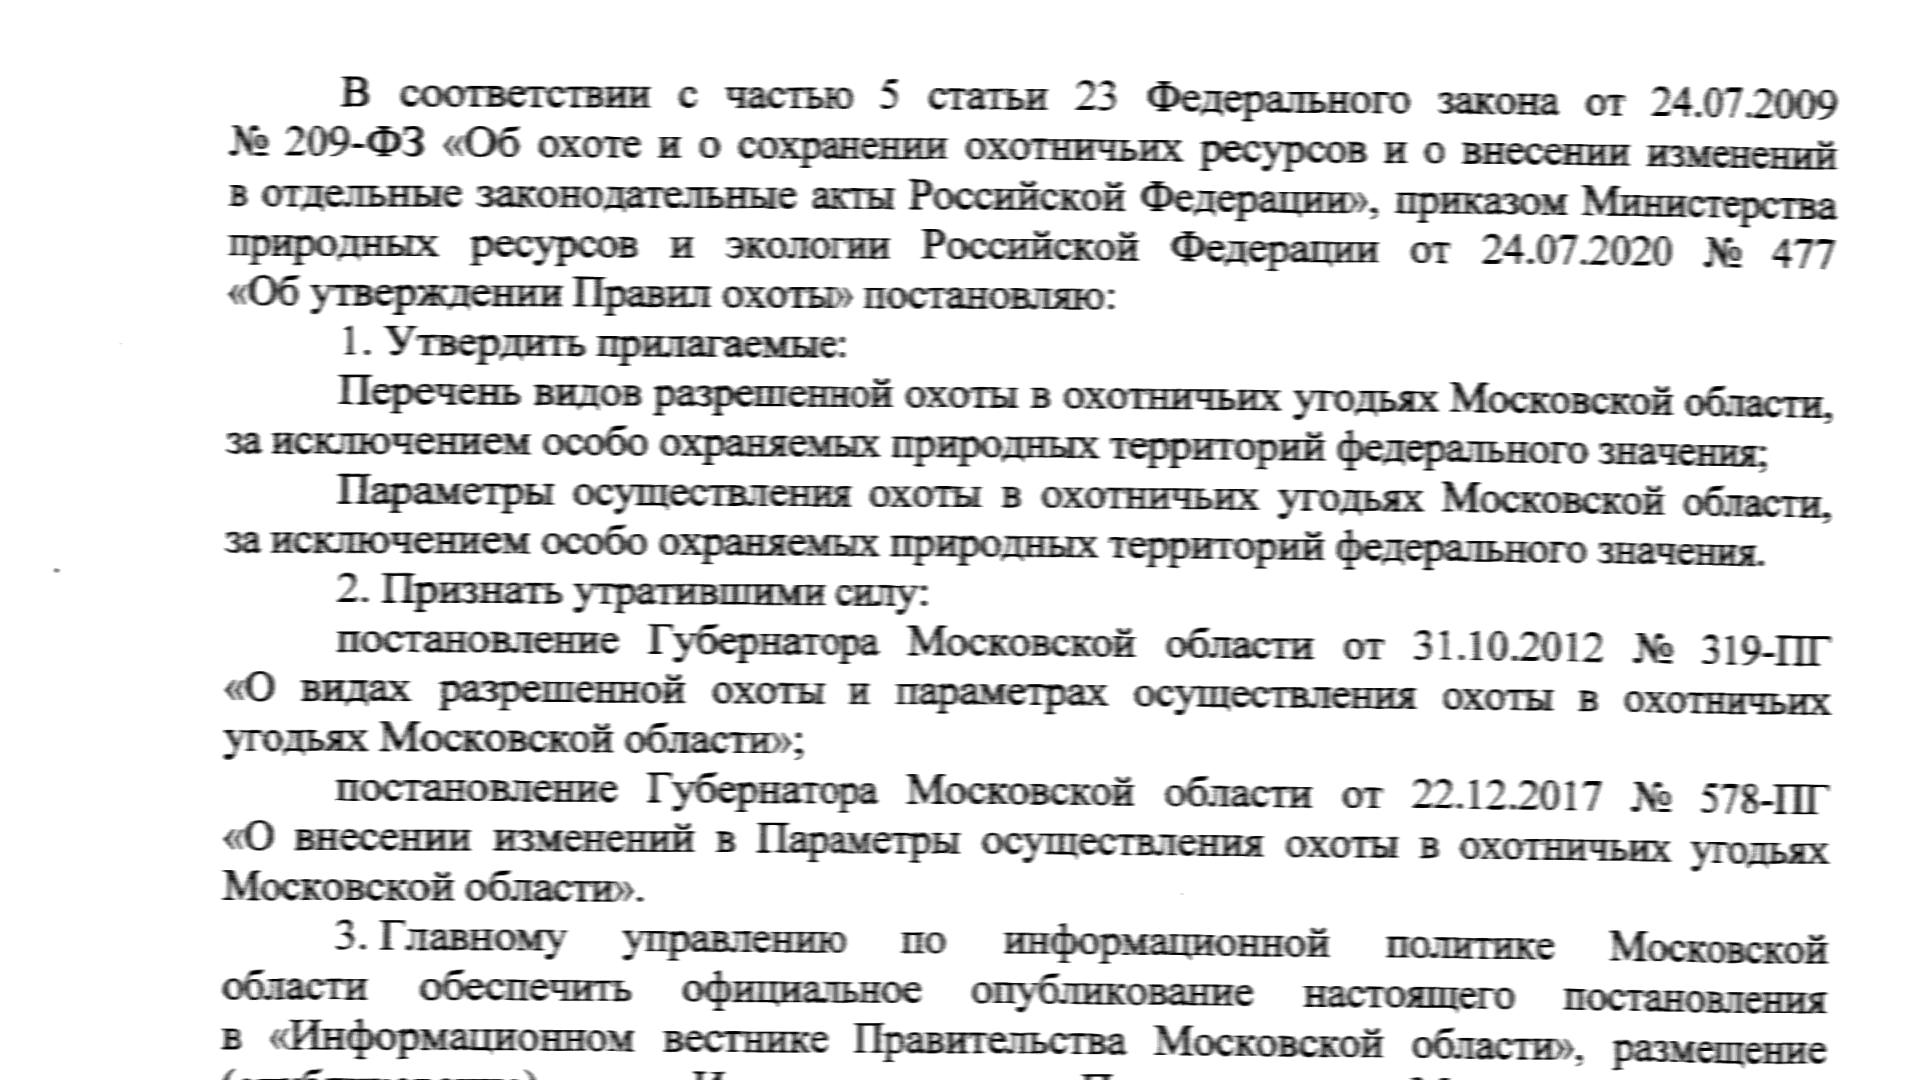 В соответствии с частью 5 статьи 23 Федерального закона от 24.07.2009
№ 209-ФЗ «Об охоте и о сохранении охотничьих ресурсов и о внесении изменений
в отдельные законодательные акты Российской Федерации», приказом Министерства
природных ресурсов и экологии Российской Федерации от 24.07.2020 № 477
«Об утверждении Правил охоты» постановляю:
1. Утвердить прилагаемые:
Перечень видов разрешенной охоты в охотничьих угодьях Московской области,
за исключением особо охраняемых природных территорий федерального значения;
Параметры осуществления охоты в охотничьих угодьях Московской области,
за исключением особо охраняемых природных территорий федерального значения.
2. Признать утратившими силу:
постановление Губернатора Московской области от 31.10.2012 № 319-ПГ
«О видах разрешенной охоты и параметрах осуществления охоты в охотничьих
угодьях Московской области»;
постановление Губернатора Московской области от 22.12.2017 № 578-ПГ
«О внесении изменений в Параметры осуществления охоты в охотничьих угодьях
Московской области».
3. Главному управлению по информационной политике Московской
области обеспечить официальное опубликование настоящего постановления
в «Информационном вестнике Правительства Московской области», размещение